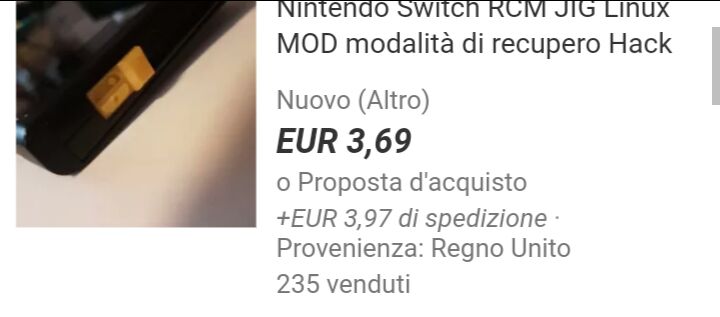 Nintendo Switch RCM JIG Linux
MOD modalità di recupero Hack
Nuovo (Altro)
EUR 3,69
o Proposta d'acquisto
+EUR 3,97 di spedizione ·
Provenienza: Regno Unito
235 venduti